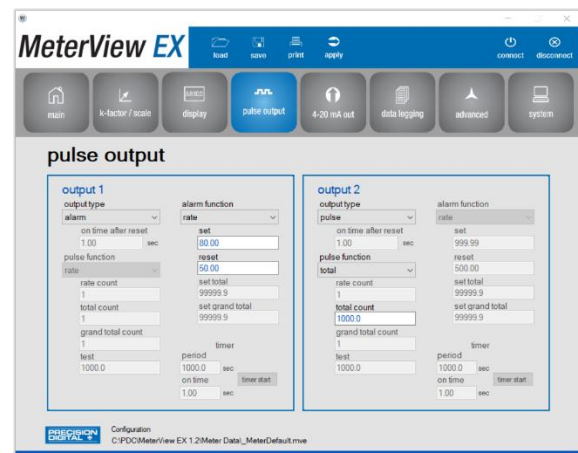 MeterView EX
load save print apply connect disconnect
main k-factor / scale display pulse output 4-20 mA out data logging advanced system
pulse output
output 1
output type alarm function
alarm rate
on time after reset set
1.00 sec 80.00
pulse function reset
rate 50.00
rate count set total
1 99999.9
total count set grand total
1 99999.9
grand total count
1 timer
test period
1000.0 1000.0 sec
on time timer start
1.00 sec
output 2
output type alarm function
pulse rate
on time after reset set
1.00 sec 999.99
pulse function reset
total 500.00
rate count set total
1 99999.9
total count set grand total
1000.0 99999.9
grand total count
1 timer
test period
1000.0 1000.0 sec
on time timer start
1.00 sec
PRECISION
DIGITAL
Configuration
C:\PDC\MeterView EX 1.2\Meter Data\_MeterDefault.mve